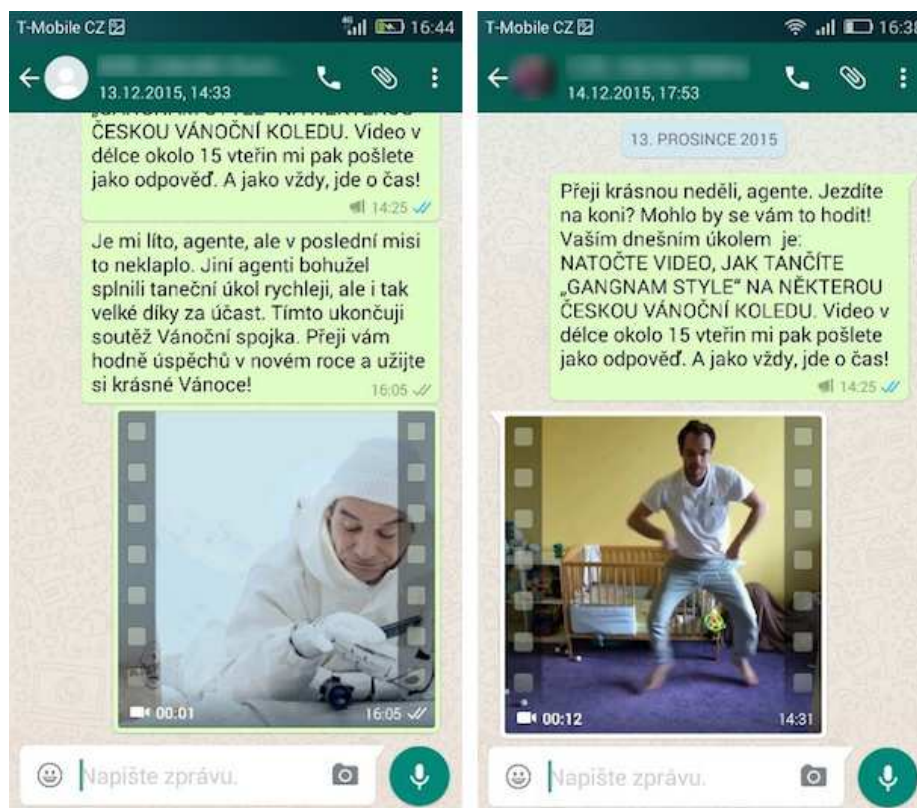 T-Mobile CZ
4G
16:44
13.12.2015, 14:33
ČESKOU VÁNOČNÍ KOLEDU. Video v
délce okolo 15 vteřin mi pak pošlete
jako odpověď. A jako vždy, jde o čas!
14:25
Je mi líto, agente, ale v poslední misi
to neklaplo. Jiní agenti bohužel
splnili taneční úkol rychleji, ale i tak
velké díky za účast. Tímto ukončuji
soutěž Vánoční spojka. Přeji vám
hodně úspěchů v novém roce a užijte
si krásné Vánoce!
16:05
00:01
16:05
Napište zprávu.
T-Mobile CZ
16:38
14.12.2015, 17:53
13. PROSINCE 2015
Přeji krásnou neděli, agente. Jezdíte
na koni? Mohlo by se vám to hodit!
Vaším dnešním úkolem je:
NATOČTE VIDEO, JAK TANČÍTE
„GANGNAM STYLE“ NA NĚKTEROU
ČESKOU VÁNOČNÍ KOLEDU. Video v
délce okolo 15 vteřin mi pak pošlete
jako odpověď. A jako vždy, jde o čas!
14:25
00:12
14:31
Napište zprávu.